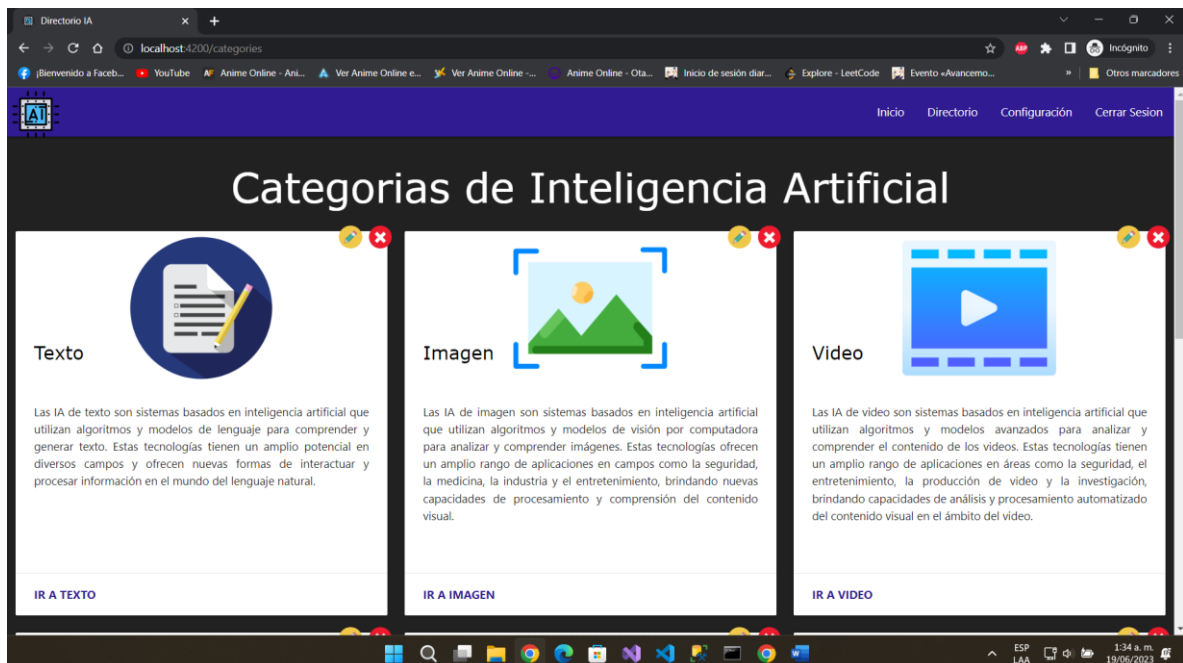 Directorio IA
localhost:4200/categories
Incógnito
¡Bienvenido a Faceb...
YouTube
Anime Online - Ani...
Ver Anime Online e...
Ver Anime Online -...
Anime Online - Ota...
Inicio de sesión diar...
Explore - LeetCode
Evento «Avancemo...
»
Otros marcadores
AI
Inicio
Directorio
Configuración
Cerrar Sesion
Categorias de Inteligencia Artificial
Texto
Las IA de texto son sistemas basados en inteligencia artificial que
utilizan algoritmos y modelos de lenguaje para comprender y
generar texto. Estas tecnologías tienen un amplio potencial en
diversos campos y ofrecen nuevas formas de interactuar y
procesar información en el mundo del lenguaje natural.
IR A TEXTO
Imagen
Las IA de imagen son sistemas basados en inteligencia artificial
que utilizan algoritmos y modelos de visión por computadora
para analizar y comprender imágenes. Estas tecnologías ofrecen
un amplio rango de aplicaciones en campos como la seguridad,
la medicina, la industria y el entretenimiento, brindando nuevas
capacidades de procesamiento y comprensión del contenido
visual.
IR A IMAGEN
Video
Las IA de video son sistemas basados en inteligencia artificial que
utilizan algoritmos y modelos avanzados para analizar y
comprender el contenido de los videos. Estas tecnologías tienen
un amplio rango de aplicaciones en áreas como la seguridad, el
entretenimiento, la producción de video y la investigación,
brindando capacidades de análisis y procesamiento automatizado
del contenido visual en el ámbito del video.
IR A VIDEO
ESP
LAA
1:34 a. m.
19/06/2023